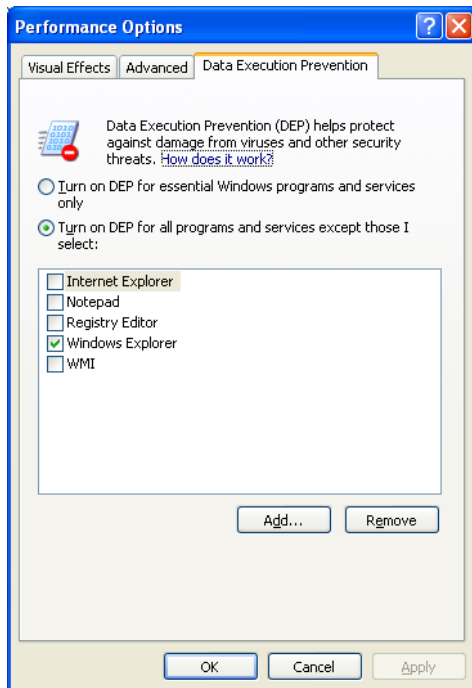 Performance Options
Visual Effects Advanced Data Execution Prevention
Data Execution Prevention (DEP) helps protect
against damage from viruses and other security
threats. How does it work?
Turn on DEP for essential Windows programs and services
only
Turn on DEP for all programs and services except those I
select:
Internet Explorer
Notepad
Registry Editor
Windows Explorer
WMI
Add... Remove
OK Cancel Apply